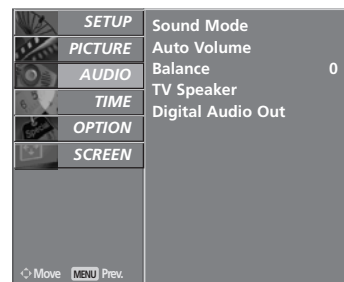 SETUP
PICTURE
AUDIO
TIME
OPTION
SCREEN
Move MENU Prev.
Sound Mode
Auto Volume
Balance 0
TV Speaker
Digital Audio Out